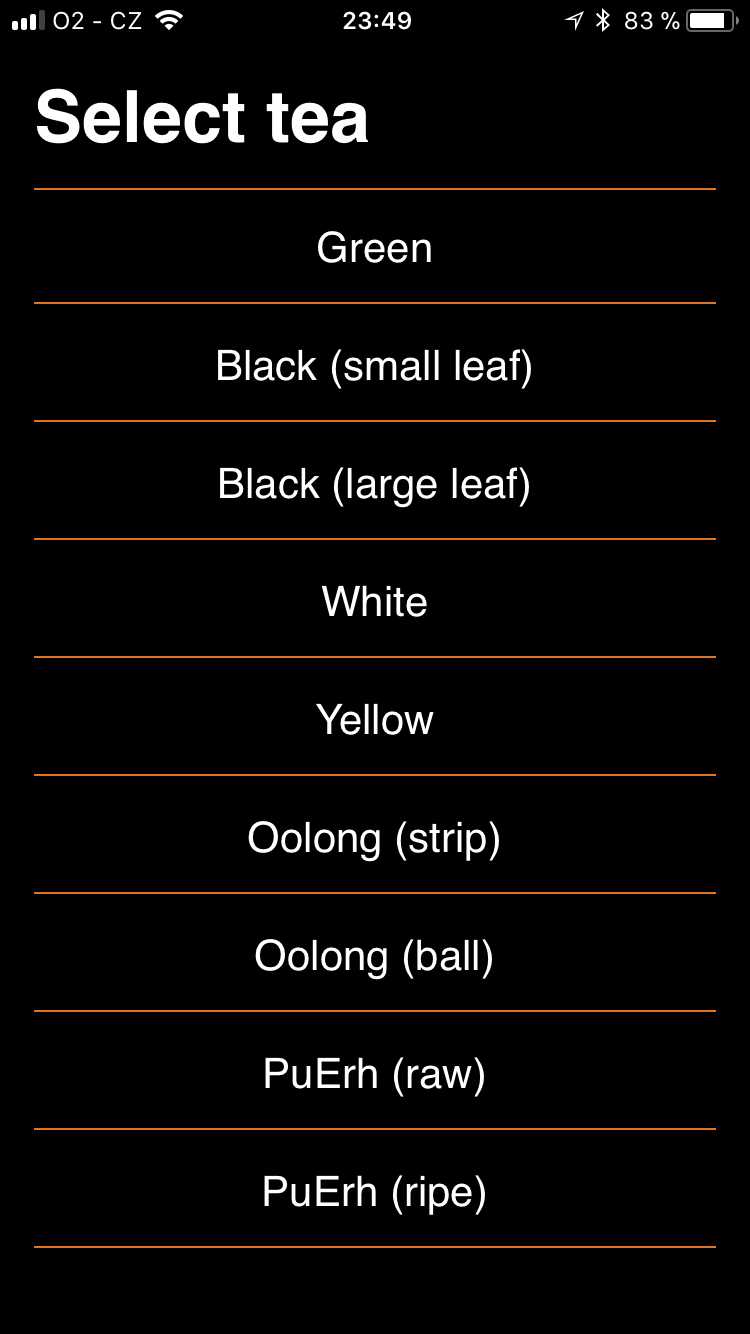 O2 - CZ 23:49 83 %
Select tea
Green
Black (small leaf)
Black (large leaf)
White
Yellow
Oolong (strip)
Oolong (ball)
PuErh (raw)
PuErh (ripe)